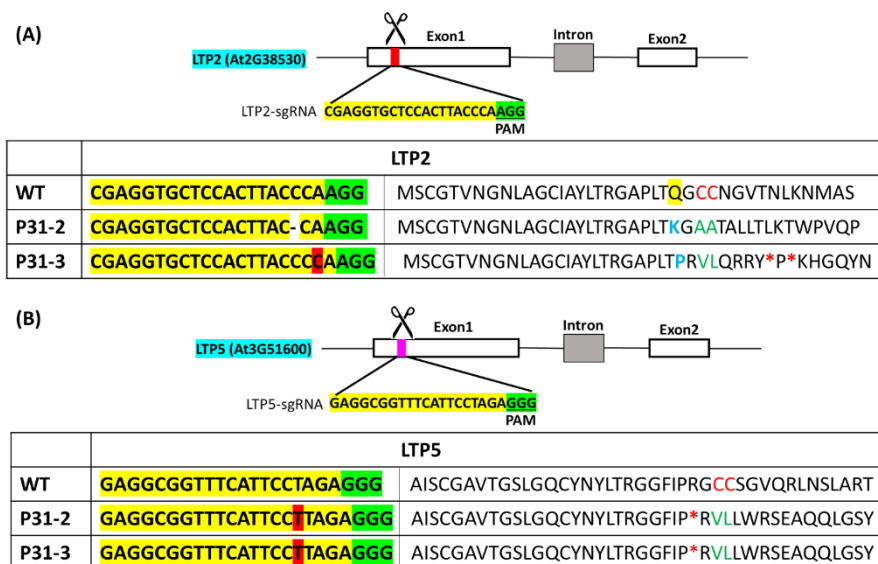 (A)
Exon1
Intron
Exon2
LTP2 (At2G38530)
LTP2-sgRNA CGAGGTGCTCCACTTACCCAAGG
PAM
LTP2
WT CGAGGTGCTCCACTTACCCAAGG MSCGTVNGNLAGCIAYLTRGAPLTQGCCNGVTNLKNMAS
P31-2 CGAGGTGCTCCACTTAC-CAAGG MSCGTVNGNLAGCIAYLTRGAPLTKGAATALLTLKTWPVQP
P31-3 CGAGGTGCTCCACTTACCCCAAGG MSCGTVNGNLAGCIAYLTRGAPLTPRVLQRRY*P*KHGQYN
(B)
Exon1
Intron
Exon2
LTP5 (At3G51600)
LTP5-sgRNA GAGGCGGTTTCATTCCTAGAGGG
PAM
LTP5
WT GAGGCGGTTTCATTCCTAGAGGG AISCGAVTGSLGQCYNYLTRGGFIPRGCCSGVQRLNSLART
P31-2 GAGGCGGTTTCATTCCTTAGAGGG AISCGAVTGSLGQCYNYLTRGGFIP*RVLLWRSEAQQLGSY
P31-3 GAGGCGGTTTCATTCCTTAGAGGG AISCGAVTGSLGQCYNYLTRGGFIP*RVLLWRSEAQQLGSY